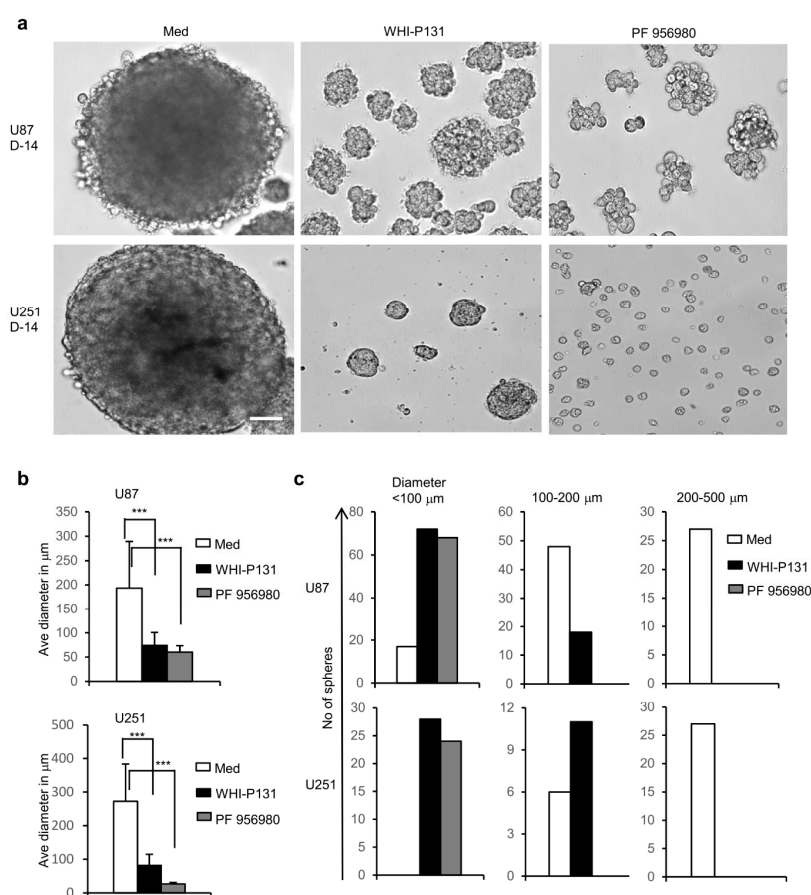 a
Med
WHI-P131
PF 956980
U87
D-14
U251
D-14
b
U87
Ave diameter in μm
350
300
250
200
150
100
50
0
***
***
Med
WHI-P131
PF 956980
U251
Ave diameter in μm
500
400
300
200
100
0
***
***
Med
WHI-P131
PF 956980
c
Diameter
<100 μm
100-200 μm
200-500 μm
No of spheres
U87
80
60
40
20
0
60
50
40
30
20
10
0
30
25
20
15
10
5
0
Med
WHI-P131
PF 956980
U251
30
25
20
15
10
5
0
12
9
6
3
0
30
25
20
15
10
5
0